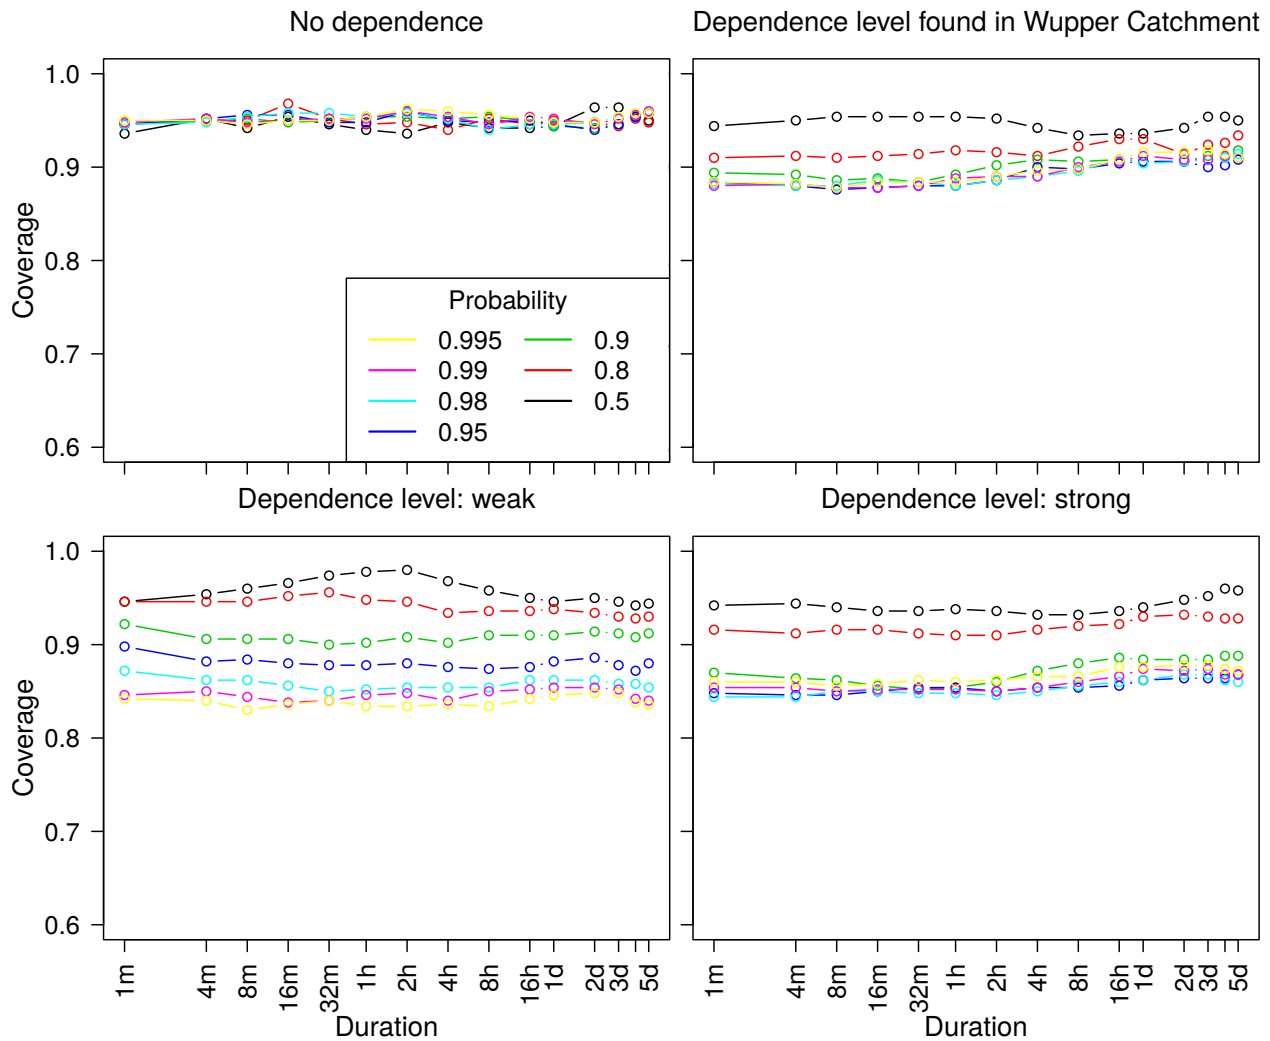 No dependence
Dependence level found in Wupper Catchment
Coverage
1.0
0.9
0.8
0.7
0.6
Probability
0.995 0.9
0.99 0.8
0.98 0.5
0.95
Dependence level: weak
Dependence level: strong
Coverage
1.0
0.9
0.8
0.7
0.6
1m 4m 8m 16m 32m 1h 2h 4h 8h 16h 1d 2d 3d 5d
Duration
1m 4m 8m 16m 32m 1h 2h 4h 8h 16h 1d 2d 3d 5d
Duration